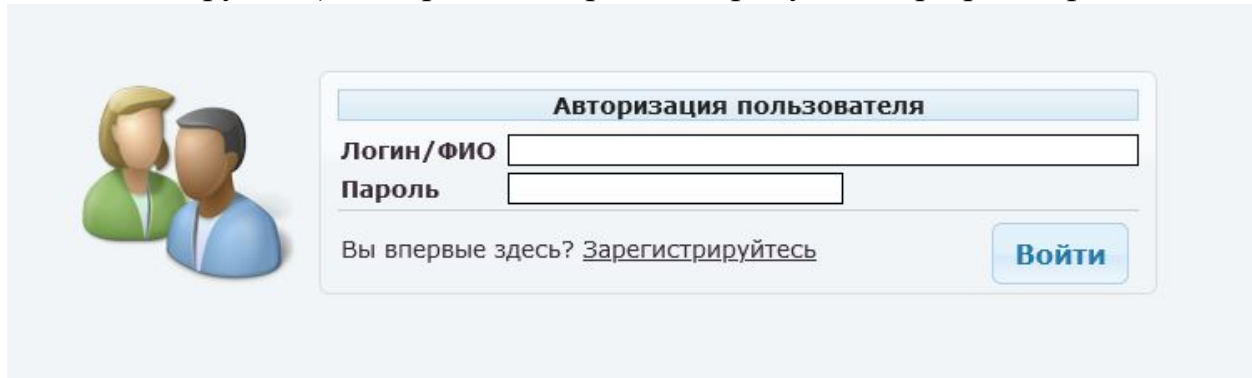 Авторизация пользователя
Логин/ФИО
Пароль
Вы впервые здесь? Зарегистрируйтесь
Войти